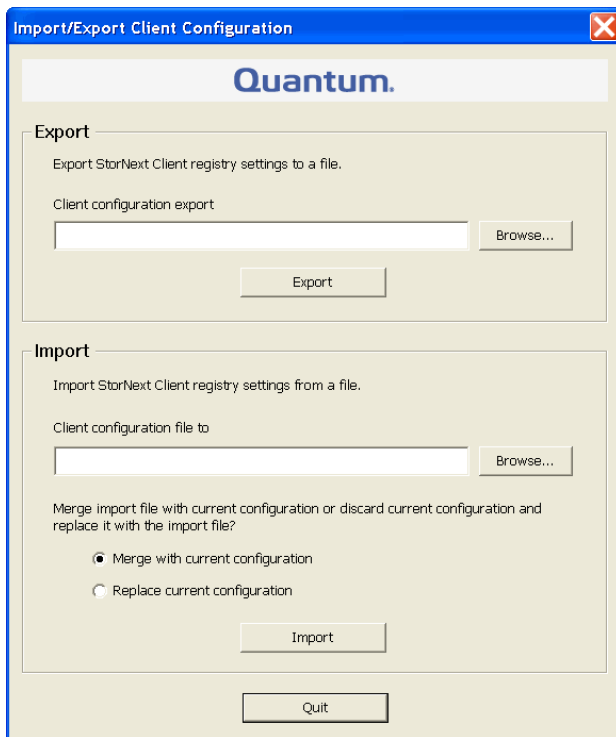 Import/Export Client Configuration
Quantum.
Export
Export StorNext Client registry settings to a file.
Client configuration export
Browse...
Export
Import
Import StorNext Client registry settings from a file.
Client configuration file to
Browse...
Merge import file with current configuration or discard current configuration and
replace it with the import file?
Merge with current configuration
Replace current configuration
Import
Quit